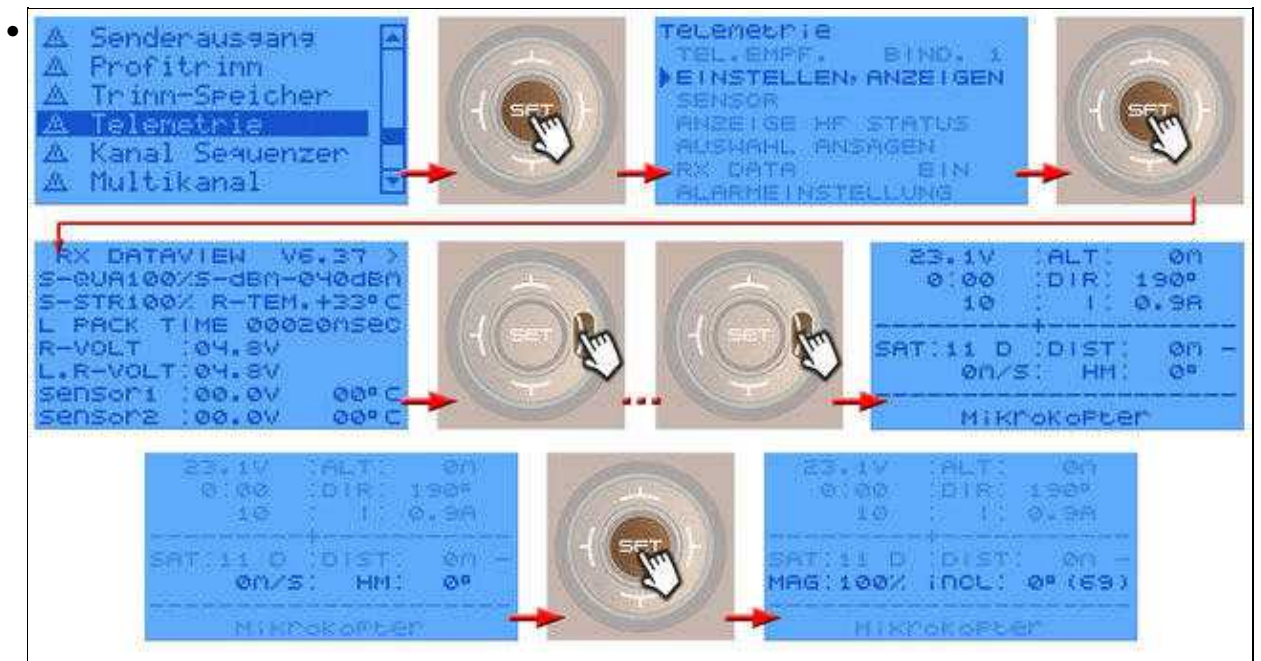 Senderausgang
Profitrimm
Trimm-Speicher
Telemetrie
Kanal Sequenzer
Multikanal
SET
Telemetrie
TEL.EMPF. BIND. 1
EINSTELLEN, ANZEIGEN
SENSOR
ANZEIGE HF STATUS
AUSWAHL ANSAGEN
RX DATA BIN
ALARMEINSTELLUNG
SET
RX DATAVIEW V6.37 >
S-QUA100%S-dBm-040dBm
S-STR100% R-TEM.+33°C
L PACK TIME 00020msec
R-VOLT :04.8V
L.R-VOLT:04.8V
Sensor1 :00.0V 00°C
Sensor2 :00.0V 00°C
SET
SET
23.1V :ALT: 0m
0:00 :DIR: 190°
10 : I: 0.9A
SAT:11 D :DIST: 0m -
0m/s: HM: 0°
MikroKopter
23.1V :ALT: 0m
0:00 :DIR: 190°
10 : I: 0.9A
SAT:11 D :DIST: 0m -
0m/s: HM: 0°
MikroKopter
SET
23.1V :ALT: 0m
0:00 :DIR: 190°
10 : I: 0.9A
SAT:11 D :DIST: 0m -
MAG:100% incl: 0° (69)
MikroKopter